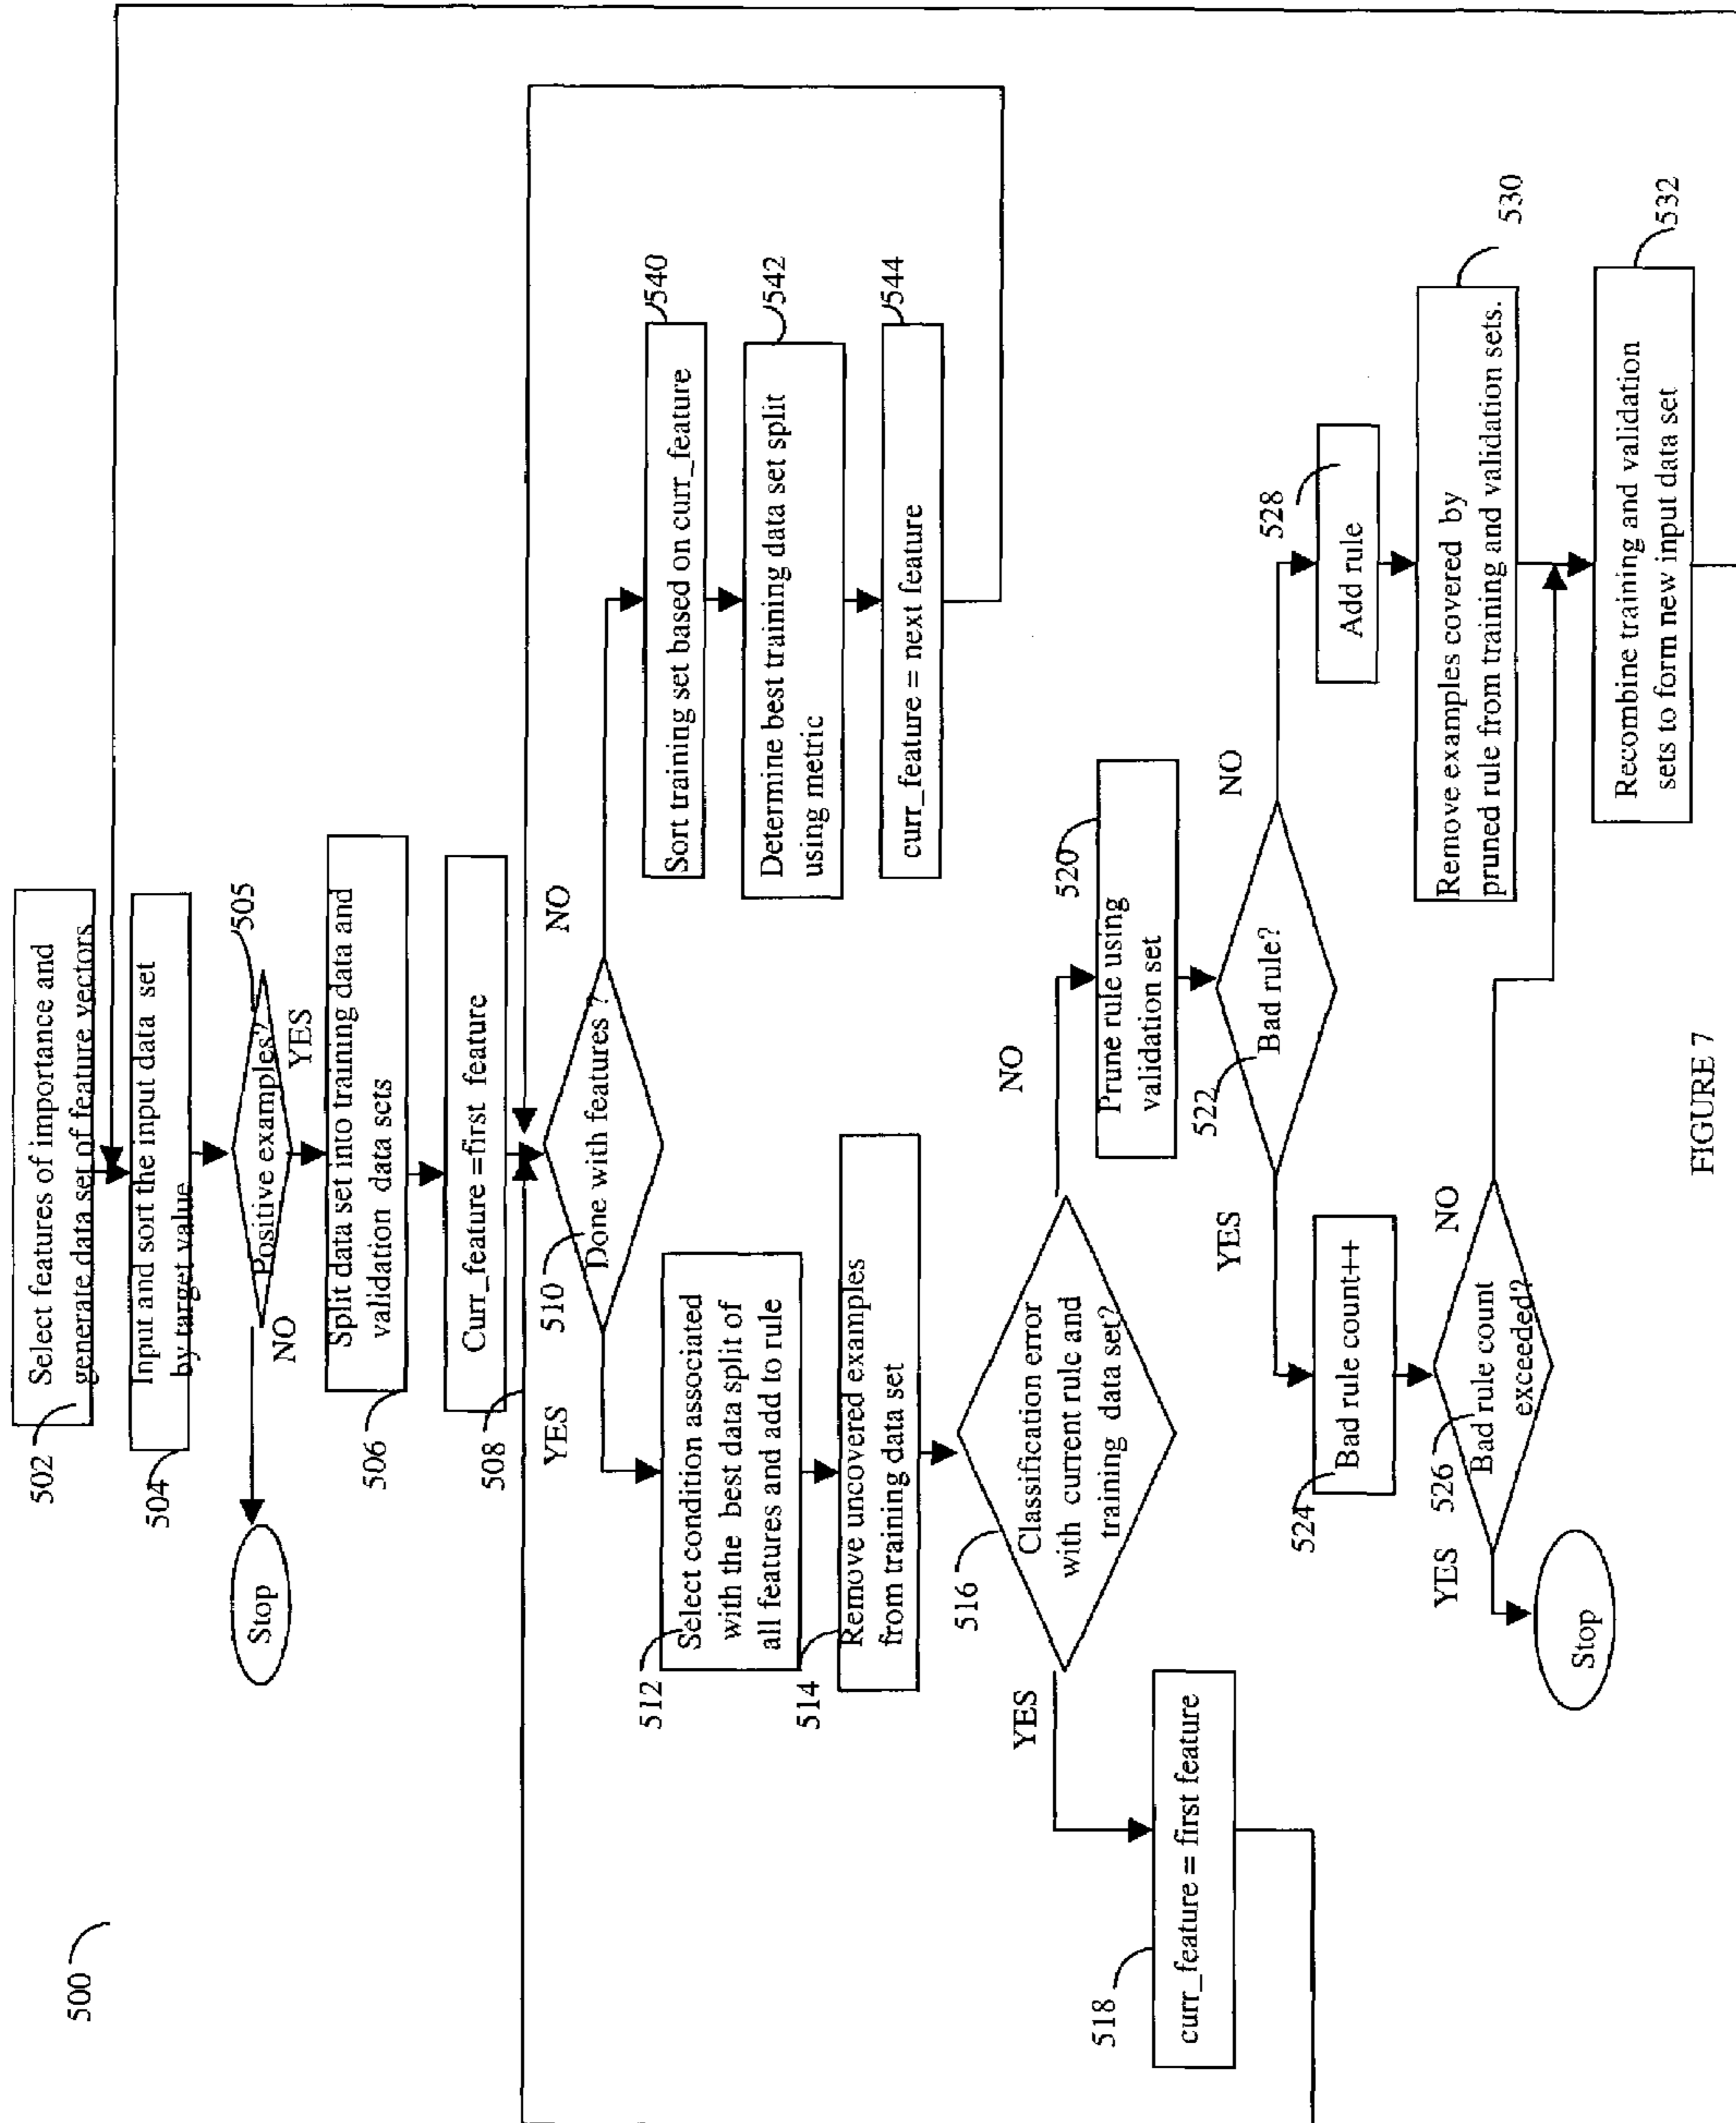 500
502
Select features of importance and
generate data set of feature vectors
504
Input and sort the input data set
by target value
505
Positive examples?
NO
YES
Stop
506
Split data set into training data and
validation data sets
508
Curr_feature =first feature
510
Done with features ?
YES
NO
540
Sort training set based on curr_feature
542
Determine best training data set split
using metric
544
curr_feature = next feature
512
Select condition associated
with the best data split of
all features and add to rule
514
Remove uncovered examples
from training data set
516
Classification error
with current rule and
training data set?
YES
NO
518
curr_feature = first feature
520
Prune rule using
validation set
522
Bad rule?
YES
NO
524
Bad rule count++
526
Bad rule count
exceeded?
YES
NO
Stop
528
Add rule
530
Remove examples covered by
pruned rule from training and validation sets.
532
Recombine training and validation
sets to form new input data set
FIGURE 7